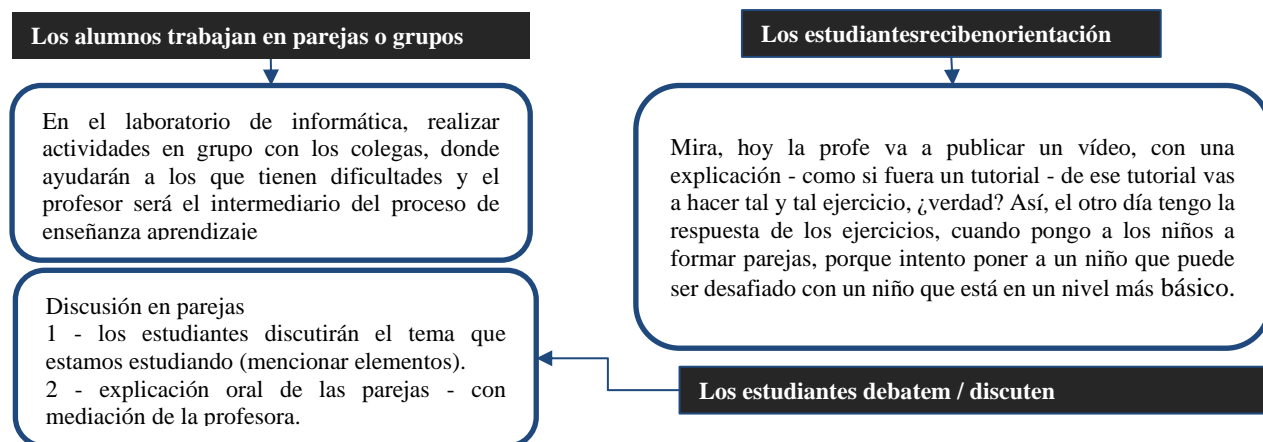 Los alumnos trabajan en parejas o grupos
En el laboratorio de informática, realizar
actividades en grupo con los colegas, donde
ayudarán a los que tienen dificultades y el
profesor será el intermediario del proceso de
enseñanza aprendizaje
Discusión en parejas
1 - los estudiantes discutirán el tema que
estamos estudiando (mencionar elementos).
2 - explicación oral de las parejas - con
mediación de la profesora.
Los estudiantesrecibenorientación
Mira, hoy la profe va a publicar un vídeo, con una
explicación - como si fuera un tutorial - de ese tutorial vas
a hacer tal y tal ejercicio, ¿verdad? Así, el otro día tengo la
respuesta de los ejercicios, cuando pongo a los niños a
formar parejas, porque intento poner a un niño que puede
ser desafiado con un niño que está en un nivel más básico.
Los estudiantes debatem / discuten